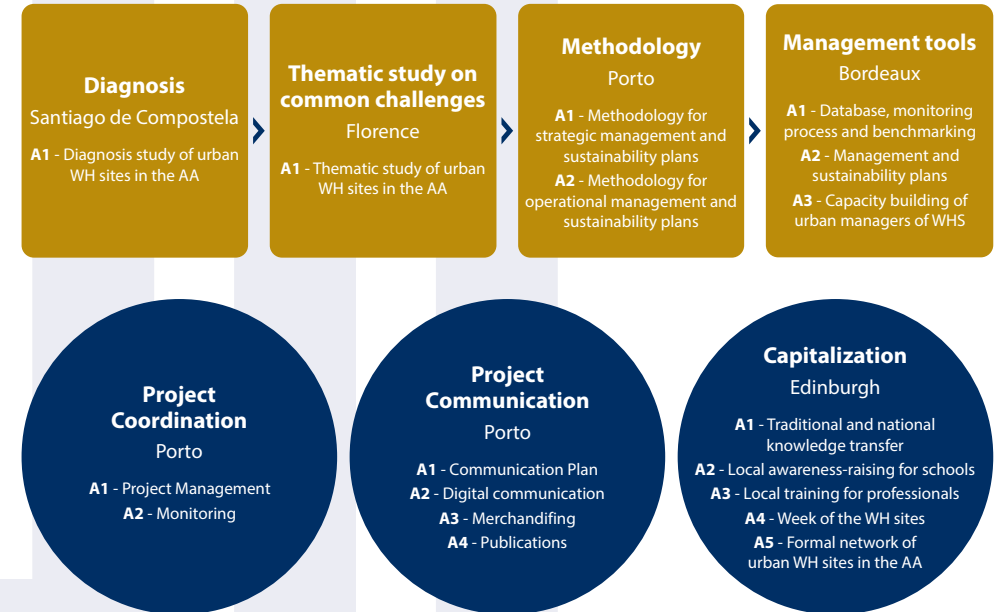 Diagnosis
Santiago de Compostela
A1 - Diagnosis study of urban
WH sites in the AA
Thematic study on
common challenges
Florence
A1 - Thematic study of urban
WH sites in the AA
Methodology
Porto
A1 - Methodology for
strategic management and
sustainability plans
A2 - Methodology for
operational management and
sustainability plans
Management tools
Bordeaux
A1 - Database, monitoring
process and benchmarking
A2 - Management and
sustainability plans
A3 - Capacity building of
urban managers of WHS
Project
Coordination
Porto
A1 - Project Management
A2 - Monitoring
Project
Communication
Porto
A1 - Communication Plan
A2 - Digital communication
A3 - Merchandifing
A4 - Publications
Capitalization
Edinburgh
A1 - Traditional and national
knowledge transfer
A2 - Local awareness-raising for schools
A3 - Local training for professionals
A4 - Week of the WH sites
A5 - Formal network of
urban WH sites in the AA